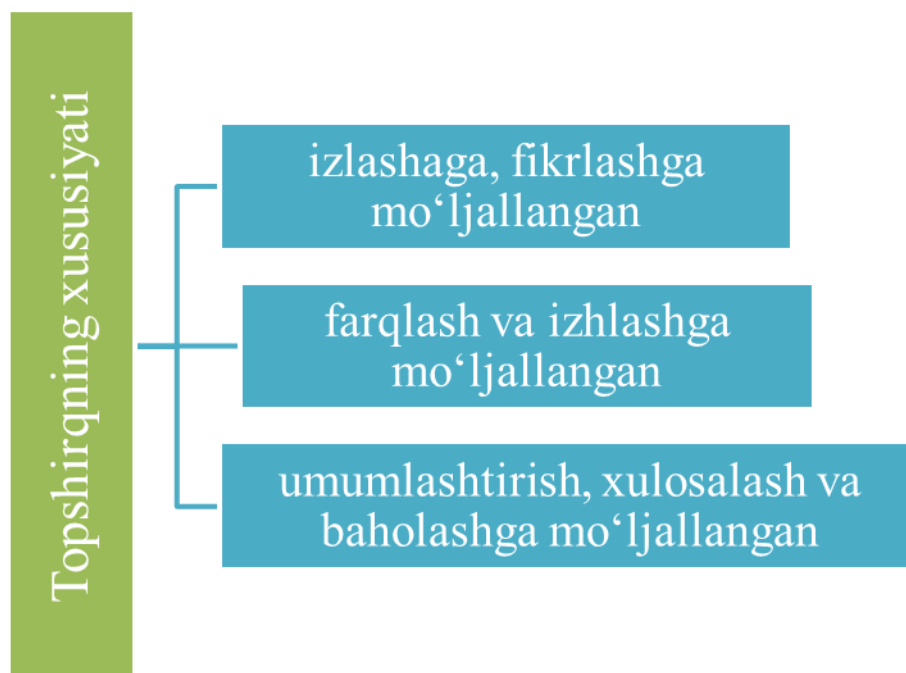 Topshirqning xususiyati
izlashaga, fikrlashga
mo‘ljallangan
farqlash va izhlashga
mo‘ljallangan
umumlashtirish, xulosalash va
baholashga mo‘ljallangan